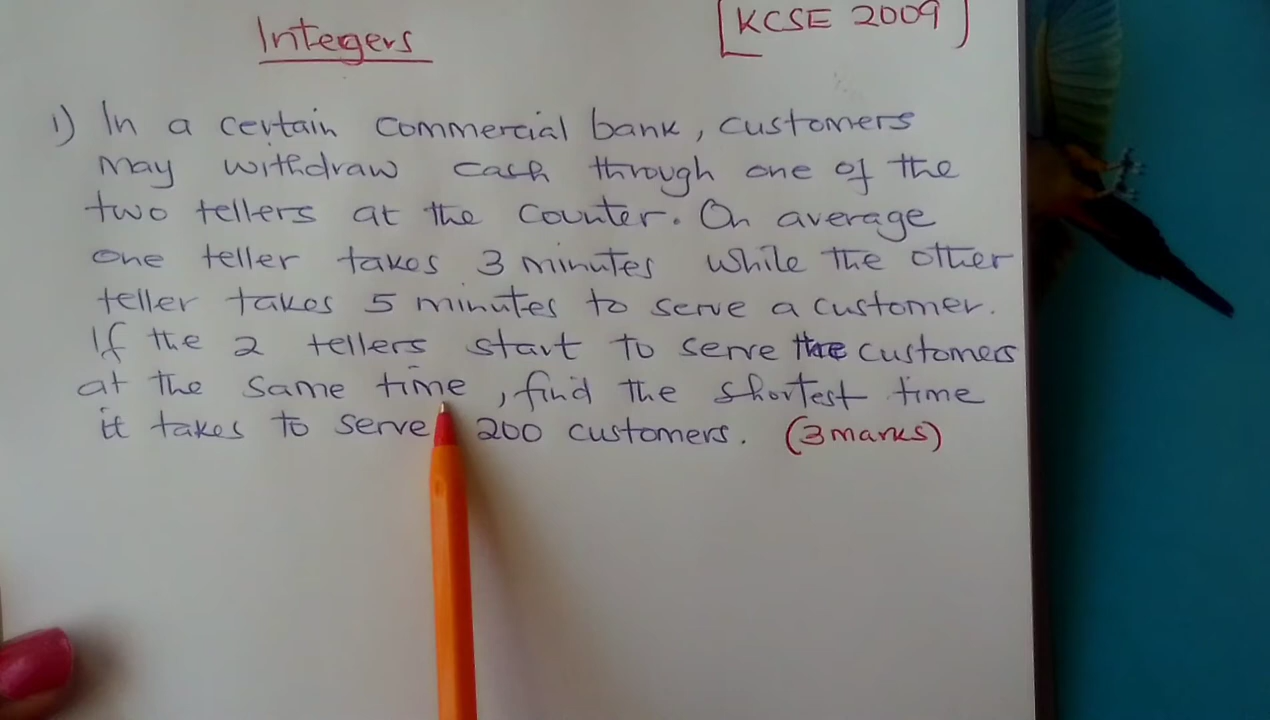 Integers
[KCSE 2009]
1) In a certain commercial bank, customers
may withdraw cash through one of the
two tellers at the counter. On average
one teller takes 3 minutes while the other
teller takes 5 minutes to serve a customer.
If the 2 tellers start to serve the customers
at the same time, find the shortest time
it takes to serve 200 customers. (3 marks)